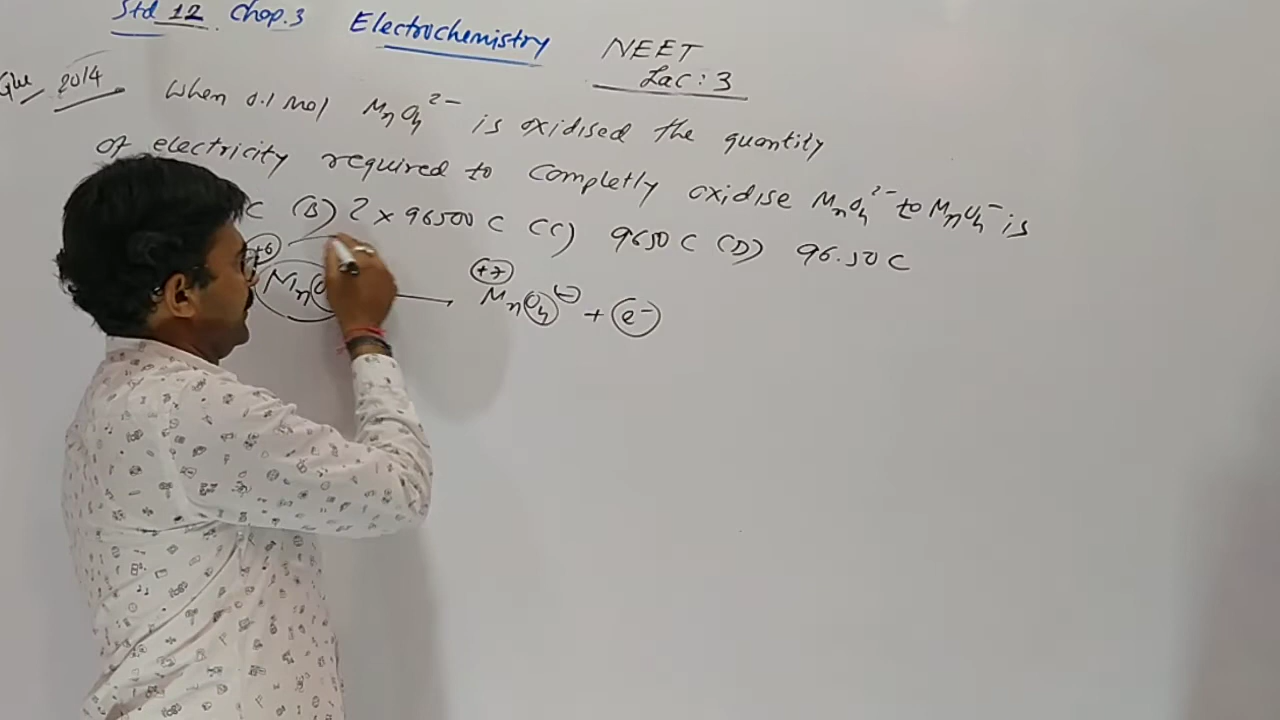 Std 12 Chap.3 Electrochemistry NEET
Lac : 3
Que 2014 When 0.1 mol MnO4^2- is oxidised the quantity
of electricity required to completly oxidise MnO4^2- to MnO4^- is
C (B) 2 × 96500 C (C) 9650 C (D) 96.50 C
+6 +7
MnO → MnO4^(-) + e^-